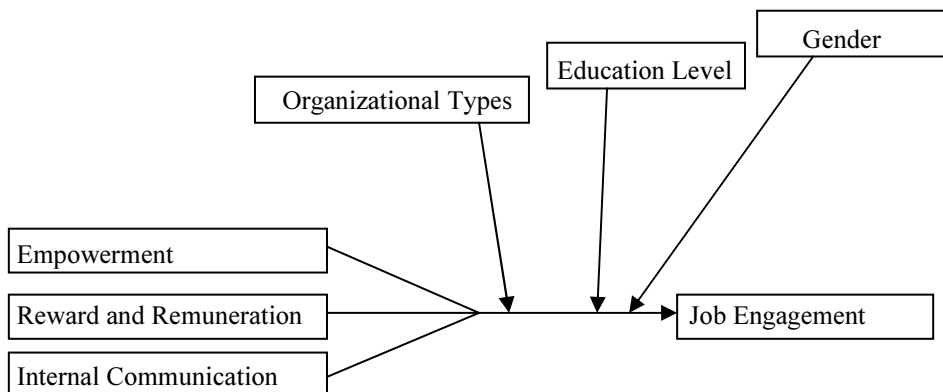 Gender
Education Level
Organizational Types
Empowerment
Reward and Remuneration
Job Engagement
Internal Communication